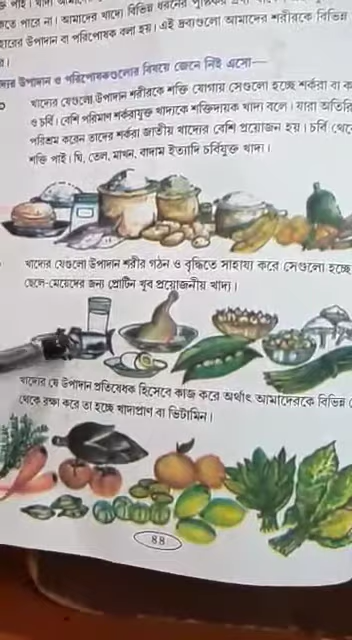 পাই। খাদ্য
করতে পারে না। আমাদের খাদ্যে বিভিন্ন ধরনের
হারের উপাদান বা পরিপোষক বলা হয়। এই দ্রব্যগুলো আমাদের শরীরকে বিভিন্ন
র।
দ্যের উপাদান ও পরিপোষকগুলোর বিষয়ে জেনে নিই এসো—
খাদ্যের যেগুলো উপাদান শরীরকে শক্তি যোগায় সেগুলো হচ্ছে শর্করা বা
ও চর্বি। বেশি পরিমাণ শর্করাযুক্ত খাদ্যকে শক্তিদায়ক খাদ্য বলে। যারা অতিরি
পরিশ্রম করেন তাদের শর্করা জাতীয় খাদ্যের বেশি প্রয়োজন হয়। চর্বি থেকে
শক্তি পাই। ঘি, তেল, মাখন, বাদাম ইত্যাদি চর্বিযুক্ত খাদ্য।
খাদ্যের যেগুলো উপাদান শরীর গঠন ও বৃদ্ধিতে সাহায্য করে সেগুলো হচ্ছে
ছেলে-মেয়েদের জন্য প্রোটিন খুব প্রয়োজনীয় খাদ্য।
খাদ্যের যে উপাদান প্রতিষেধক হিসেবে কাজ করে অর্থাৎ আমাদেরকে বিভিন্ন
থেকে রক্ষা করে তা হচ্ছে খাদ্যপ্রাণ বা ভিটামিন।
৪৪